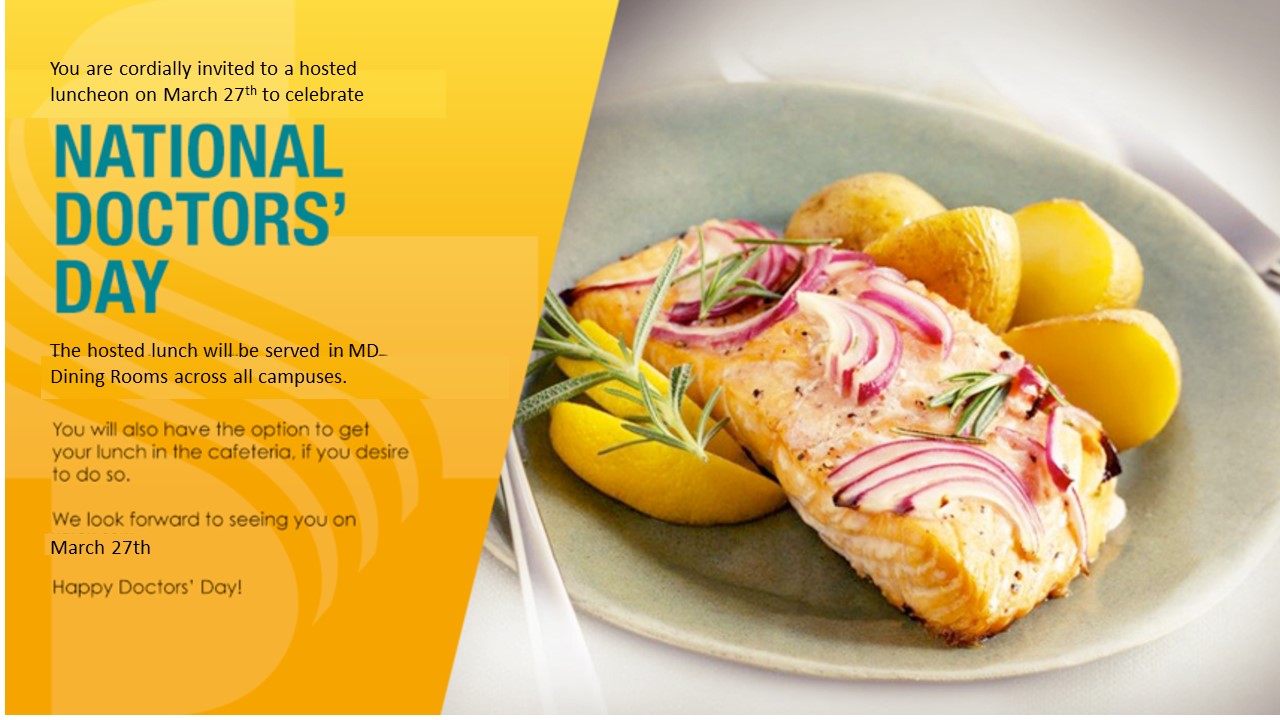 You are cordially invited to a hosted
luncheon on March 27th to celebrate
NATIONAL
DOCTORS’
DAY
The hosted lunch will be served in MD
Dining Rooms across all campuses.
You will also have the option to get
your lunch in the cafeteria, if you desire
to do so.
We look forward to seeing you on
March 27th
Happy Doctors’ Day!